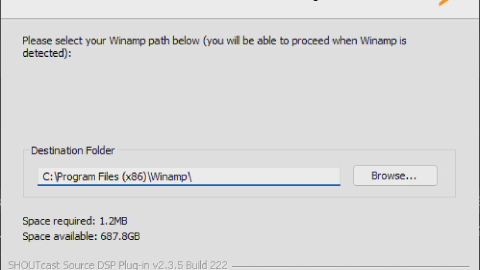 Please select your Winamp path below (you will be able to proceed when Winamp is
detected):
Destination Folder
C:\Program Files (x86)\Winamp\
Browse...
Space required: 1.2MB
Space available: 687.8GB
SHOUTcast Source DSP Plug-in v2.3.5 Build 222